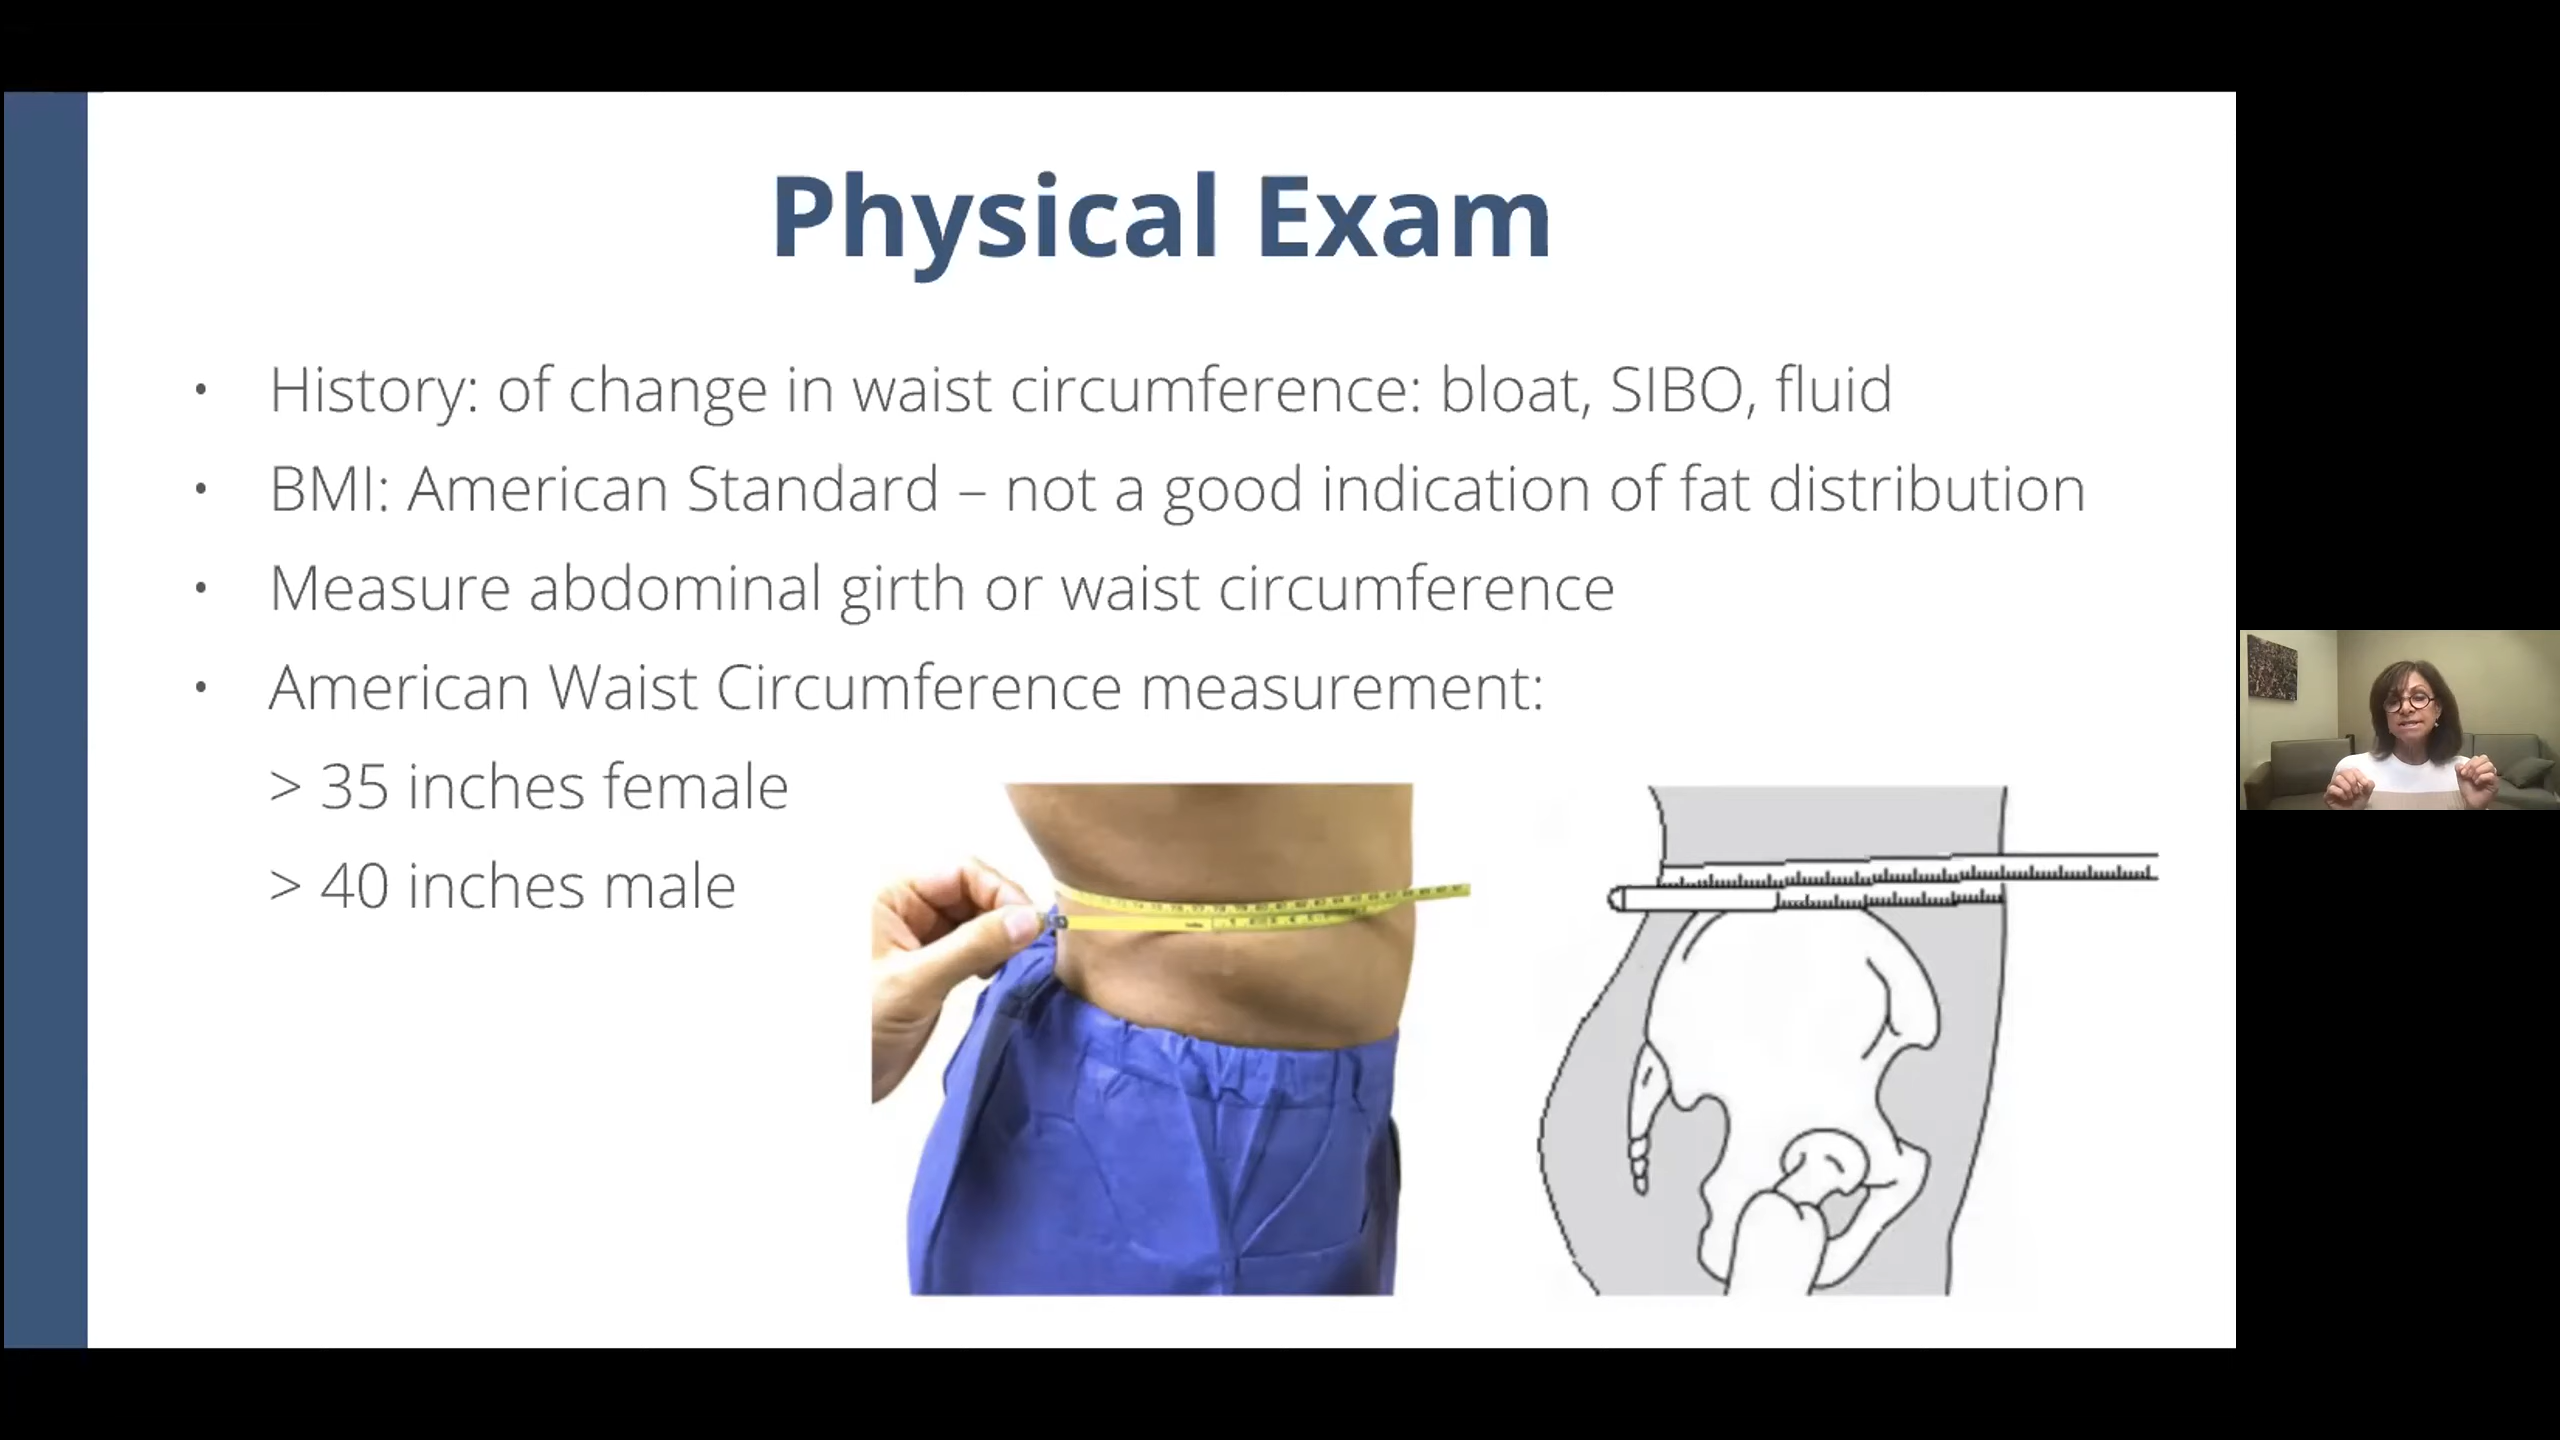 Physical Exam
• History: of change in waist circumference: bloat, SIBO, fluid
• BMI: American Standard – not a good indication of fat distribution
• Measure abdominal girth or waist circumference
• American Waist Circumference measurement:
> 35 inches female
> 40 inches male